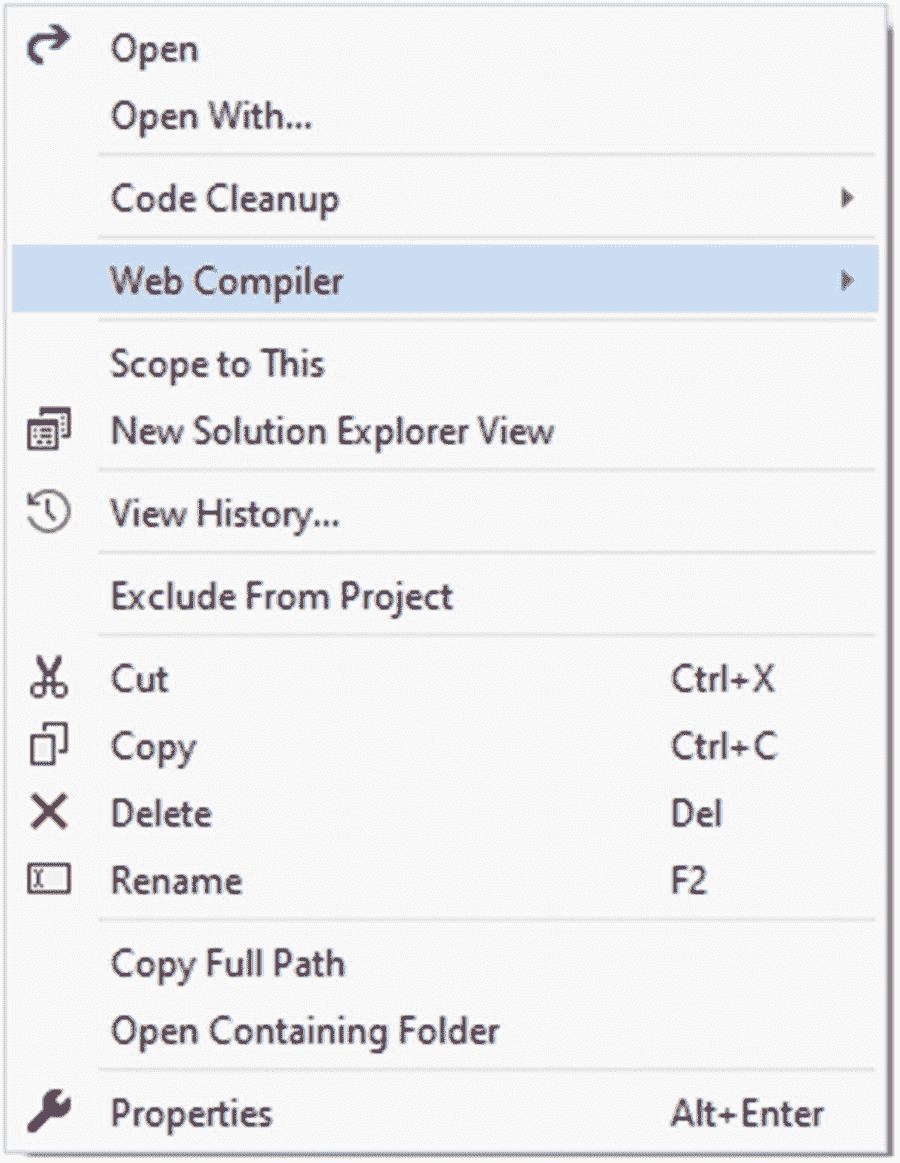 Open
Open With...
Code Cleanup
Web Compiler
Scope to This
New Solution Explorer View
View History...
Exclude From Project
Cut Ctrl+X
Copy Ctrl+C
Delete Del
Rename F2
Copy Full Path
Open Containing Folder
Properties Alt+Enter